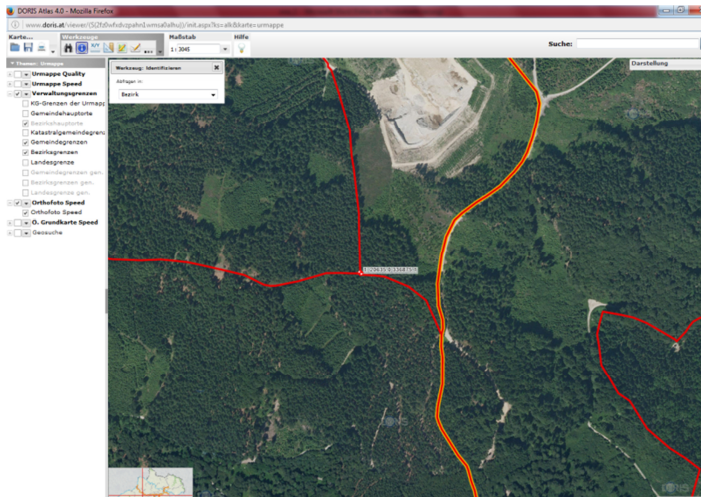 DORIS Atlas 4.0 - Mozilla Firefox
Karte...
Werkzeuge
Maßstab
1: 3045
Hilfe
Suche:
Themen: Urmappe
Urmappe Quality
Urmappe Speed
Verwaltungsgrenzen
KG-Grenzen der Urmapp
Gemeindehauptorte
Bezirkshauptorte
Katastralgemeindegrenz
Gemeindegrenzen
Bezirksgrenzen
Landesgrenze
Gemeindegrenzen gen.
Bezirksgrenzen gen.
Landesgrenze gen.
Orthofoto Speed
Orthofoto Speed
O. Grundkarte Speed
Geosuche
Werkzeug: Identifizieren
Abfragen in:
Bezirk
Darstellung
DORIS
DORIS